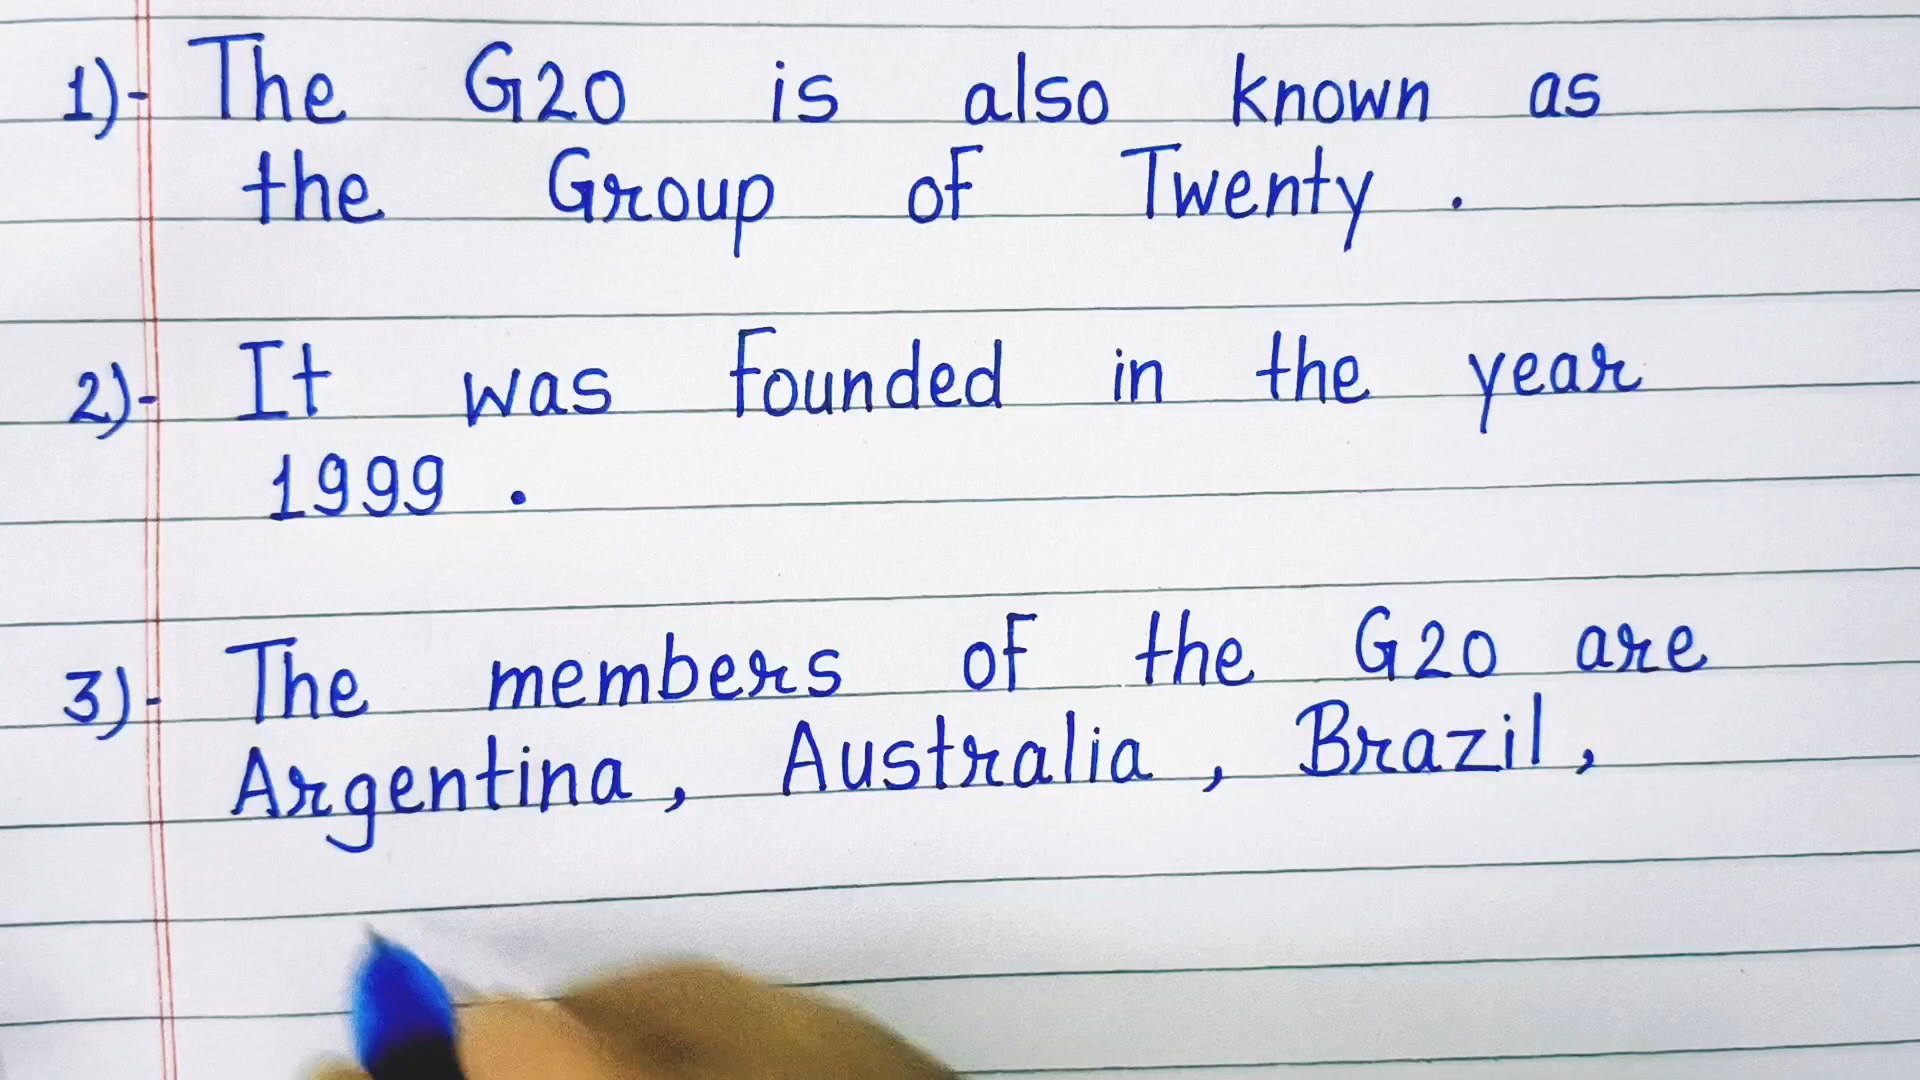 1)- The G20 is also known as
the Group of Twenty .
2)- It was founded in the year
1999 .
3)- The members of the G20 are
Argentina, Australia, Brazil,